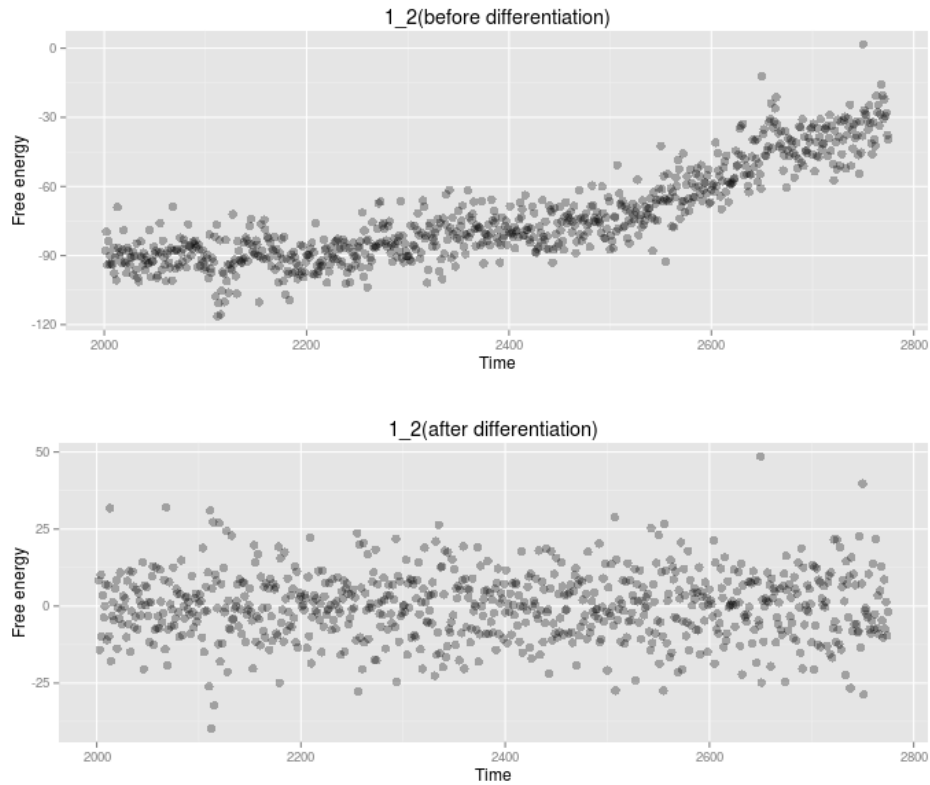 1_2(before differentiation)
Free energy
0
-30
-60
-90
-120
2000 2200 2400 2600 2800
Time
1_2(after differentiation)
Free energy
50
25
0
-25
2000 2200 2400 2600 2800
Time